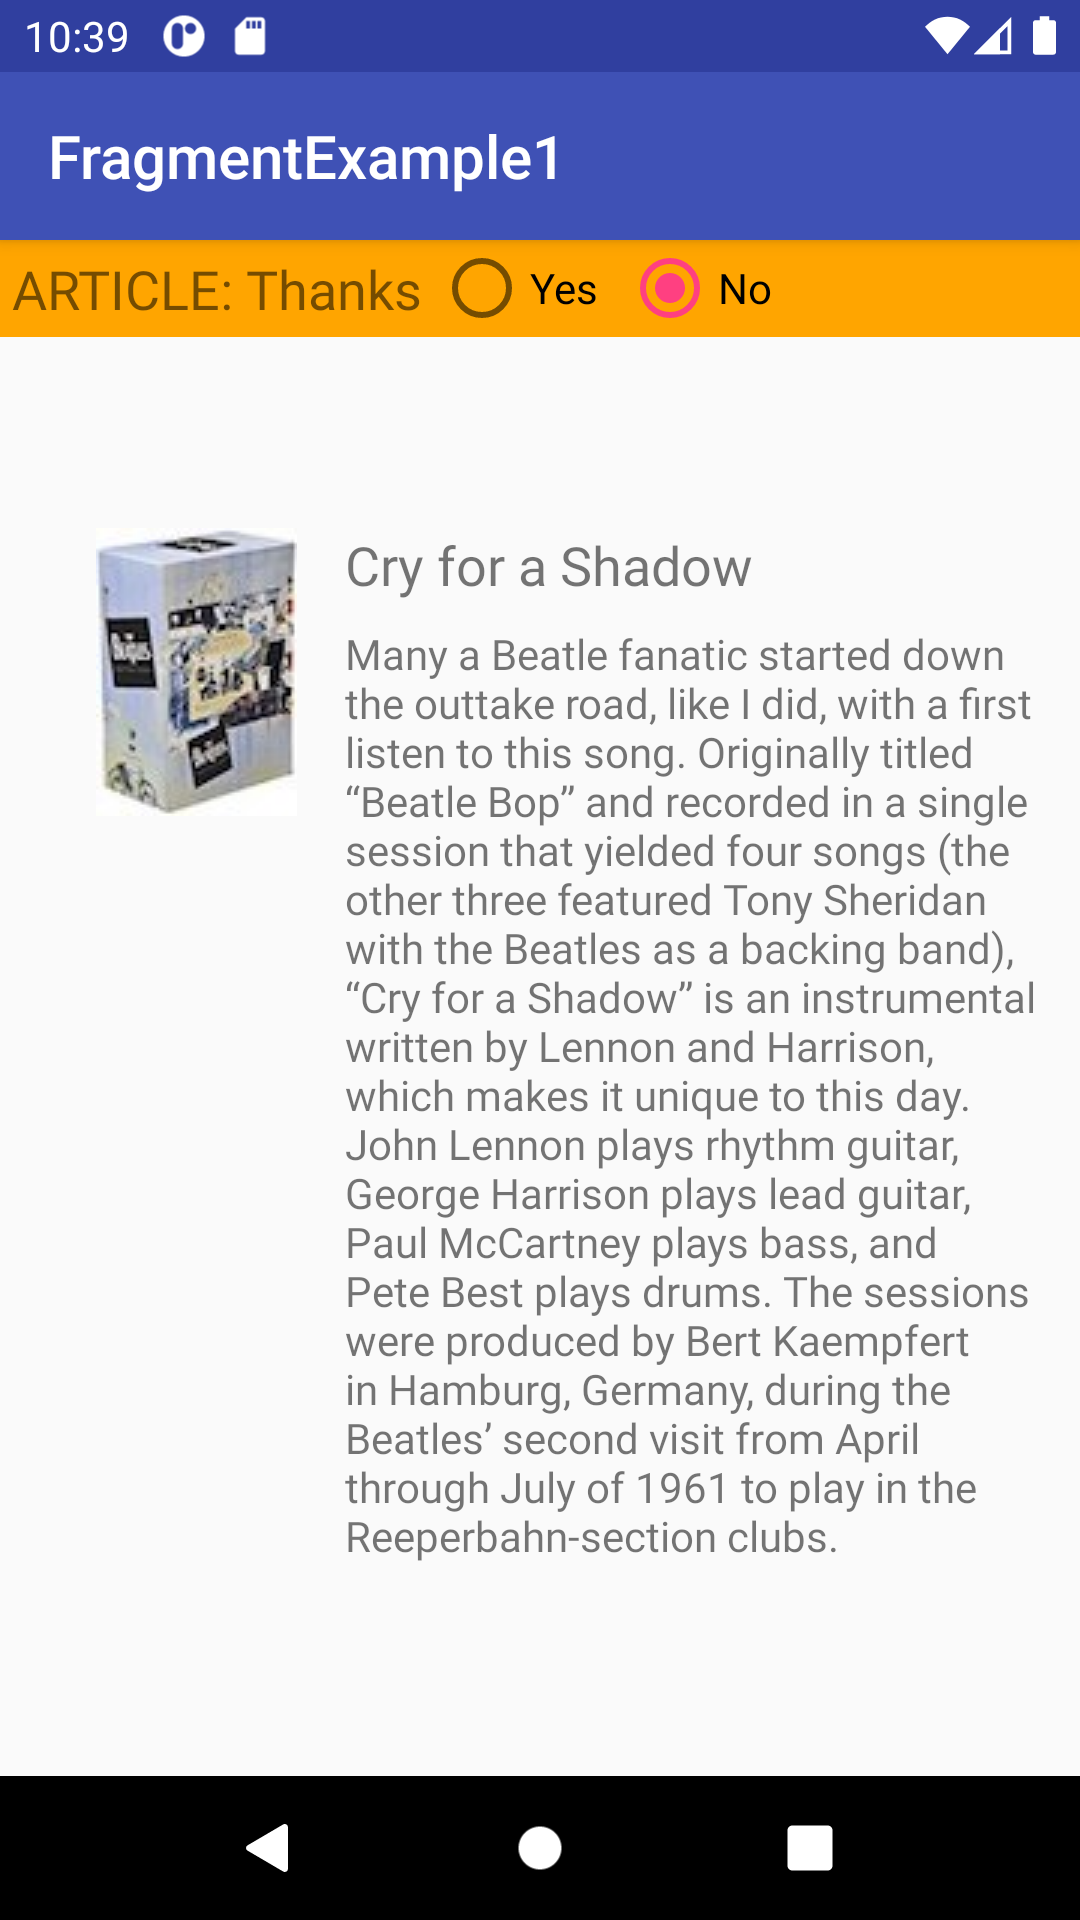 10:39
FragmentExample1
ARTICLE: Thanks Yes No
Cry for a Shadow
Many a Beatle fanatic started down
the outtake road, like I did, with a first
listen to this song. Originally titled
“Beatle Bop” and recorded in a single
session that yielded four songs (the
other three featured Tony Sheridan
with the Beatles as a backing band),
“Cry for a Shadow” is an instrumental
written by Lennon and Harrison,
which makes it unique to this day.
John Lennon plays rhythm guitar,
George Harrison plays lead guitar,
Paul McCartney plays bass, and
Pete Best plays drums. The sessions
were produced by Bert Kaempfert
in Hamburg, Germany, during the
Beatles’ second visit from April
through July of 1961 to play in the
Reeperbahn-section clubs.